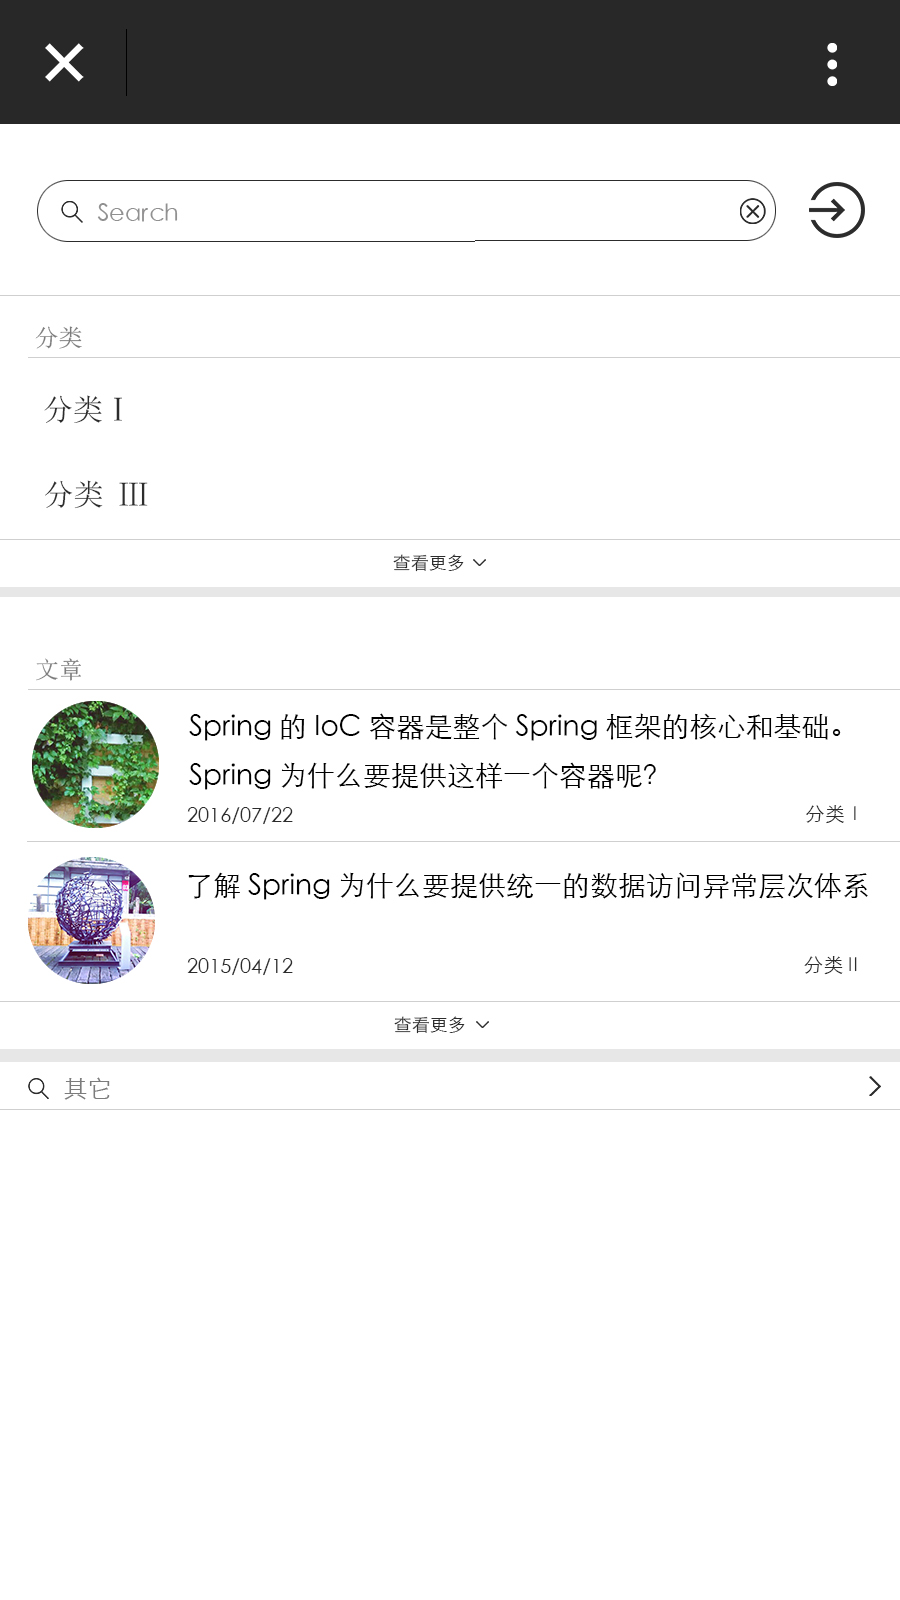 Search
分类
分类 I
分类 III
查看更多
文章
Spring 的 IoC 容器是整个 Spring 框架的核心和基础。
Spring 为什么要提供这样一个容器呢?
2016/07/22 分类 I
了解 Spring 为什么要提供统一的数据访问异常层次体系
2015/04/12 分类 II
查看更多
其它